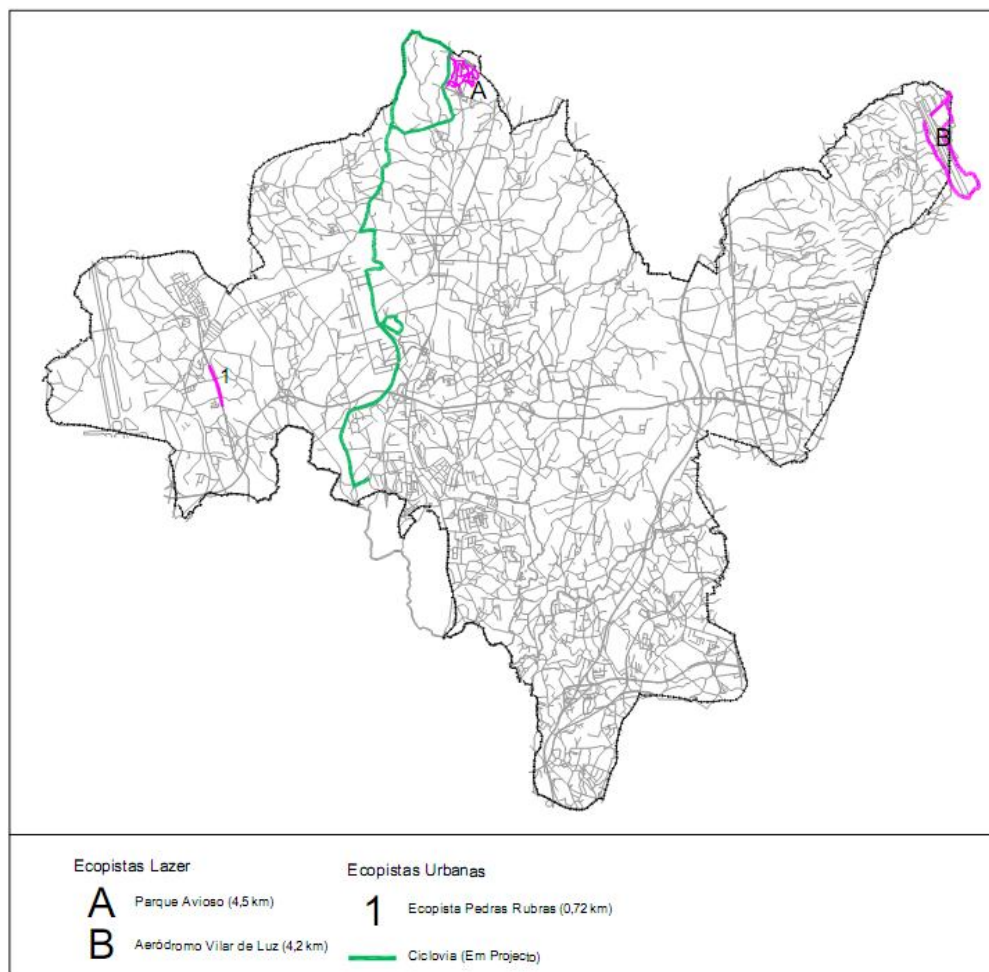 A
B
1
Ecopistas Lazer
A Parque Avioso (4,5 km)
B Aeródromo Vilar de Luz (4,2 km)
Ecopistas Urbanas
1 Ecopista Pedras Rubras (0,72 km)
Ciclovia (Em Projecto)